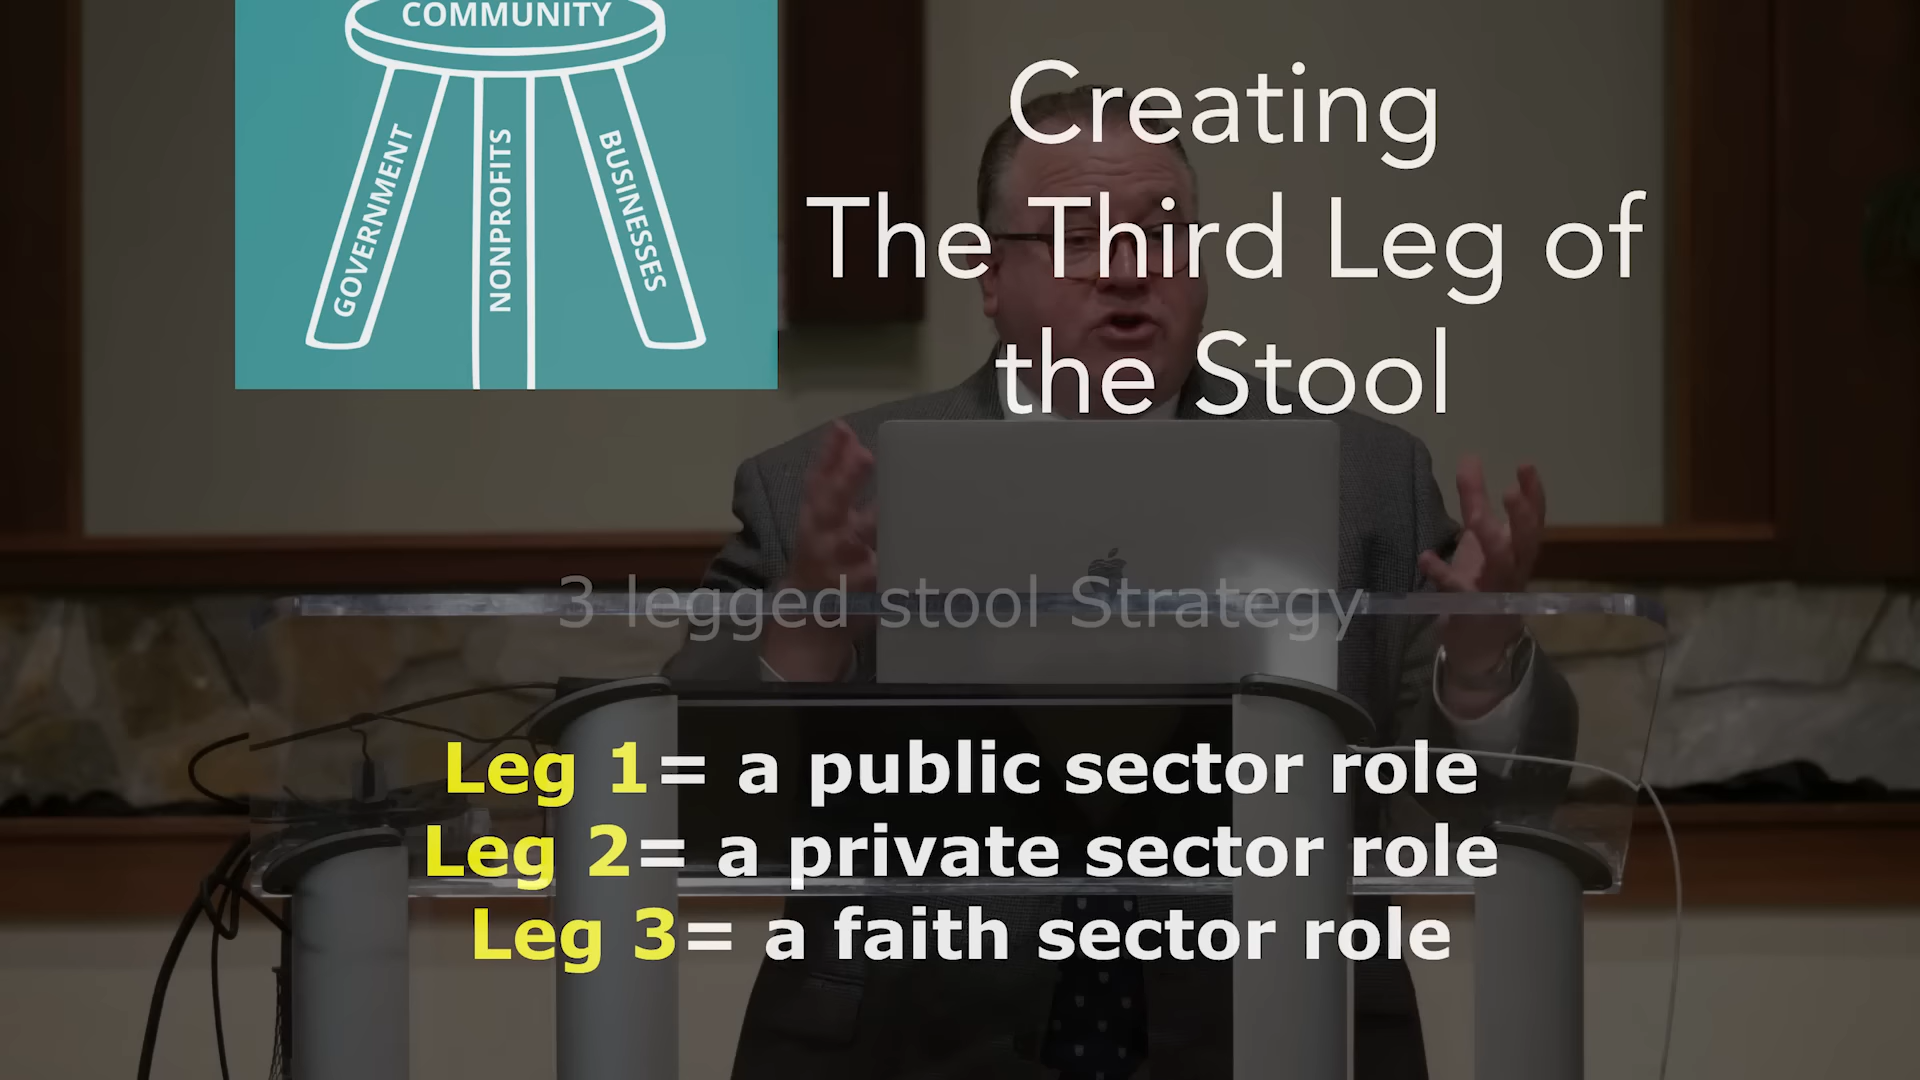 COMMUNITY
GOVERNMENT
NONPROFITS
BUSINESSES
Creating
The Third Leg of
the Stool
3 legged stool Strategy
Leg 1= a public sector role
Leg 2= a private sector role
Leg 3= a faith sector role